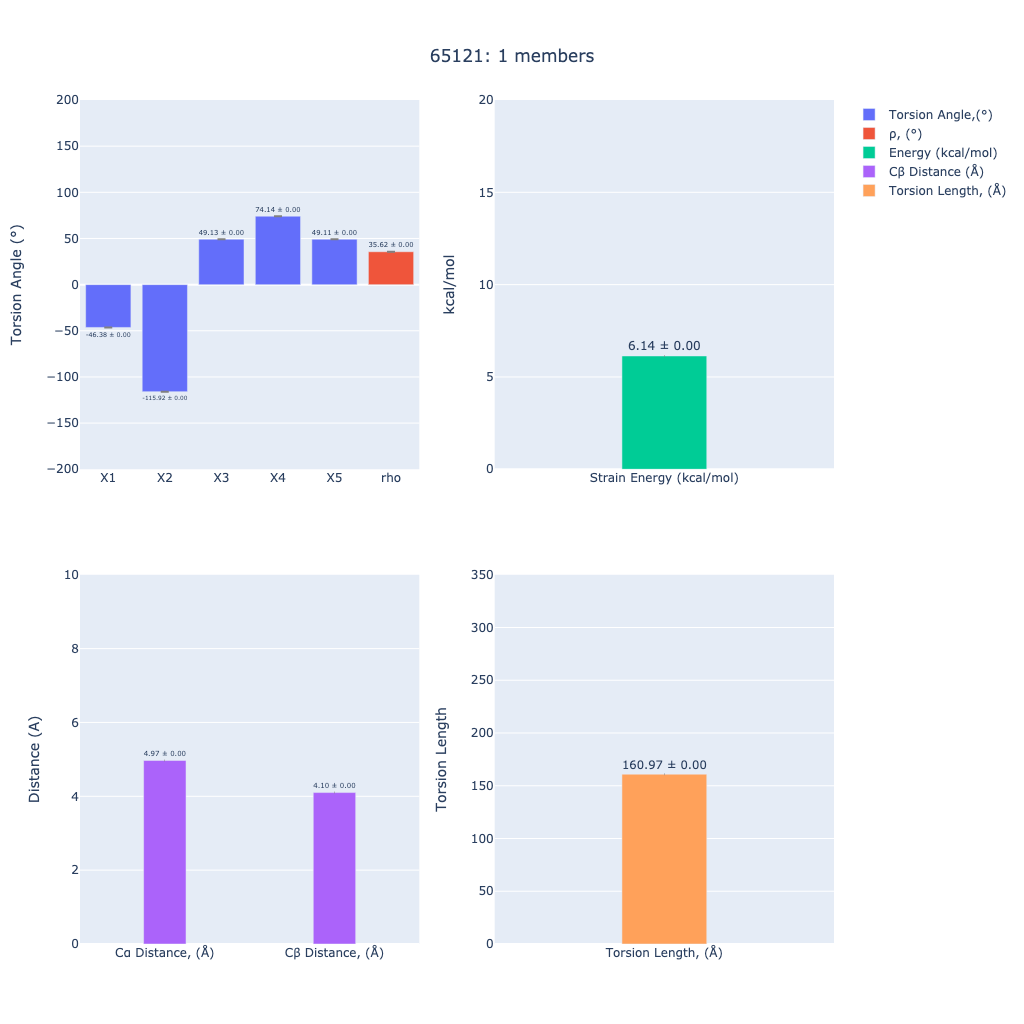 65121: 1 members
200
150
100
50
0
−50
−100
−150
−200
Torsion Angle (°)
-46.38 ± 0.00
-115.92 ± 0.00
49.13 ± 0.00
74.14 ± 0.00
49.11 ± 0.00
35.62 ± 0.00
X1 X2 X3 X4 X5 rho
20
15
10
5
0
kcal/mol
6.14 ± 0.00
Strain Energy (kcal/mol)
Torsion Angle,(°)
ρ, (°)
Energy (kcal/mol)
Cβ Distance (Å)
Torsion Length, (Å)
10
8
6
4
2
0
Distance (A)
4.97 ± 0.00
4.10 ± 0.00
Cα Distance, (Å) Cβ Distance, (Å)
350
300
250
200
150
100
50
0
Torsion Length
160.97 ± 0.00
Torsion Length, (Å)